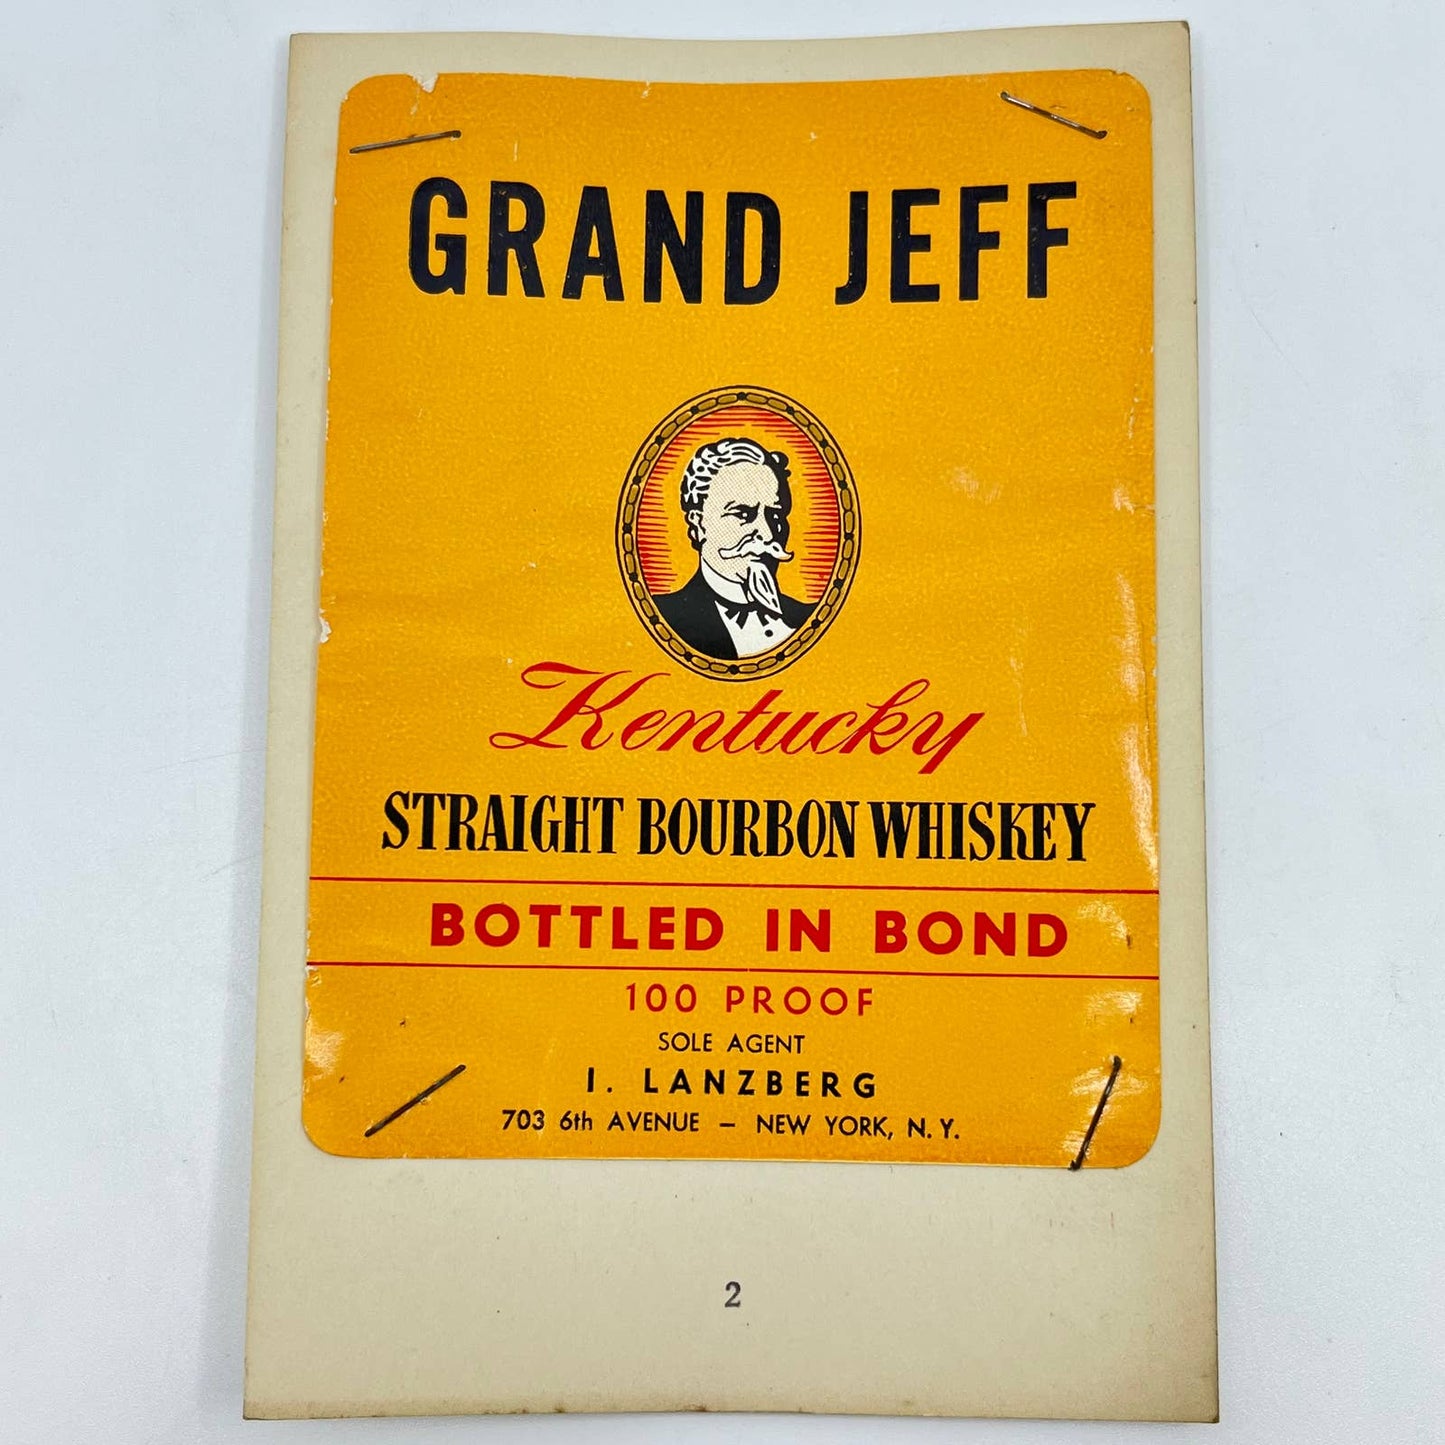 GRAND JEFF
Kentucky
STRAIGHT BOURBON WHISKEY
BOTTLED IN BOND
100 PROOF
SOLE AGENT
I. LANZBERG
703 6th AVENUE – NEW YORK, N.Y.
2